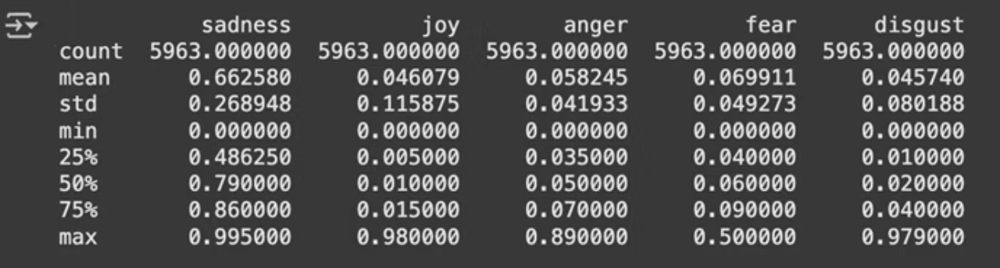 sadness joy anger fear disgust
count 5963.000000 5963.000000 5963.000000 5963.000000 5963.000000
mean 0.662580 0.046079 0.058245 0.069911 0.045740
std 0.268948 0.115875 0.041933 0.049273 0.080188
min 0.000000 0.000000 0.000000 0.000000 0.000000
25% 0.486250 0.005000 0.035000 0.040000 0.010000
50% 0.790000 0.010000 0.050000 0.060000 0.020000
75% 0.860000 0.015000 0.070000 0.090000 0.040000
max 0.995000 0.980000 0.890000 0.500000 0.979000